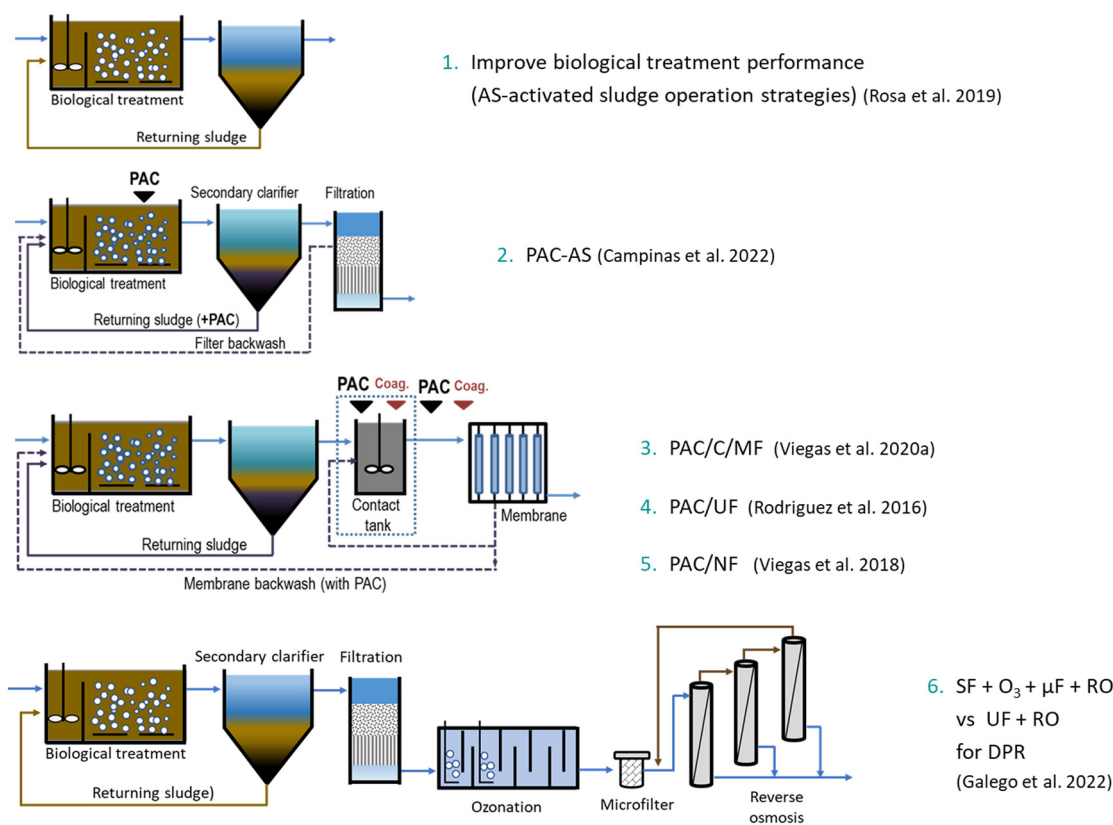 Biological treatment
Returning sludge
1. Improve biological treatment performance
(AS-activated sludge operation strategies) (Rosa et al. 2019)
PAC
Secondary clarifier
Filtration
Biological treatment
Returning sludge (+PAC)
Filter backwash
2. PAC-AS (Campinas et al. 2022)
PAC Coag. PAC Coag.
Biological treatment
Contact
tank
Membrane
Returning sludge
Membrane backwash (with PAC)
3. PAC/C/MF (Viegas et al. 2020a)
4. PAC/UF (Rodriguez et al. 2016)
5. PAC/NF (Viegas et al. 2018)
Secondary clarifier
Filtration
Biological treatment
Returning sludge)
Ozonation
Microfilter
Reverse
osmosis
6. SF + O₃ + µF + RO
vs UF + RO
for DPR
(Galego et al. 2022)